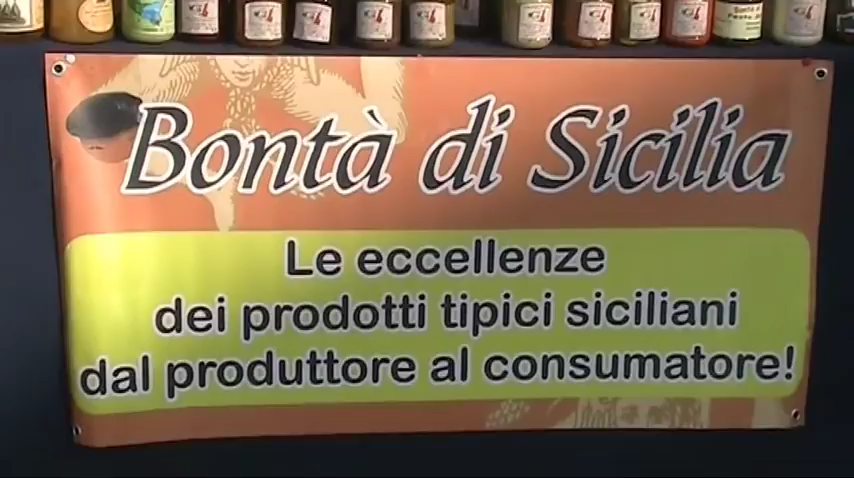 Bontà di Sicilia
Le eccellenze
dei prodotti tipici siciliani
dal produttore al consumatore!